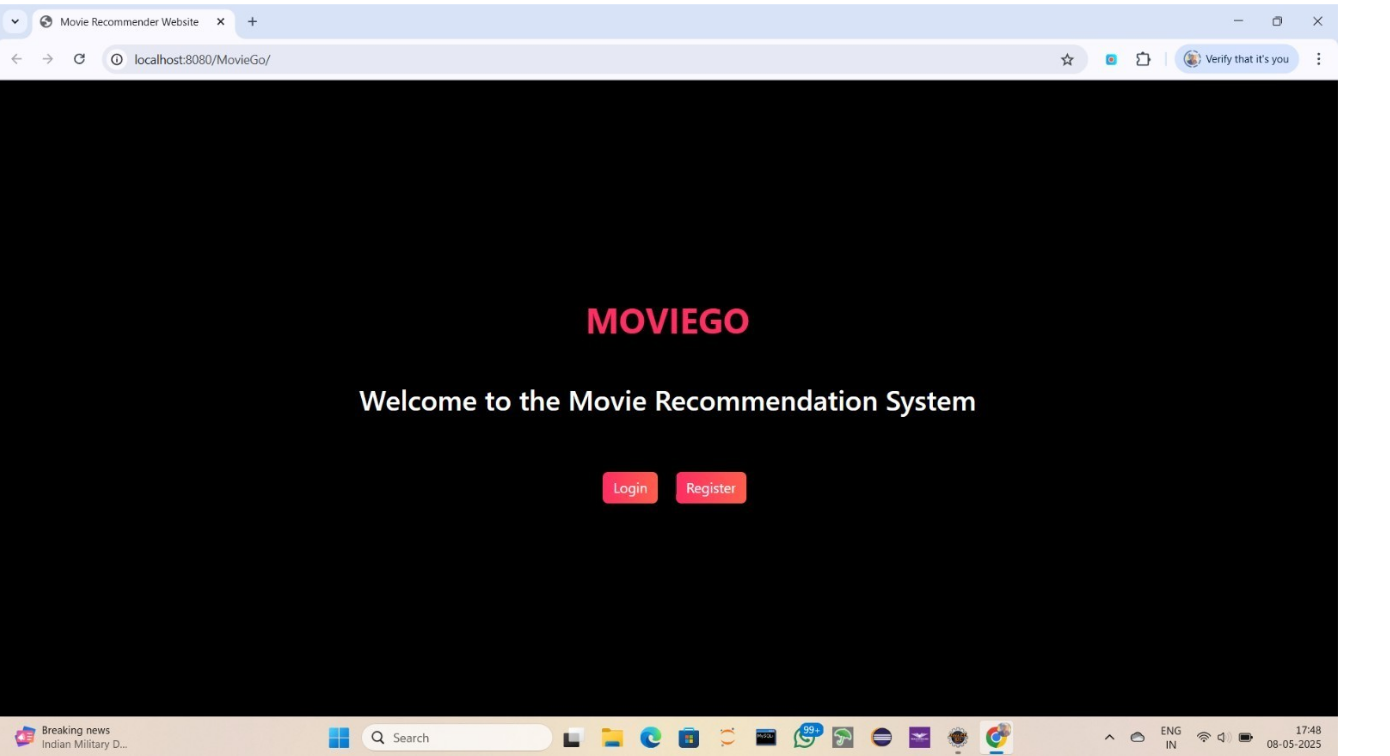 Movie Recommender Website
localhost:8080/MovieGo/
Verify that it's you
MOVIEGO
Welcome to the Movie Recommendation System
Login Register
Breaking news
Indian Military D...
Search
99+
ENG
IN
17:48
08-05-2025